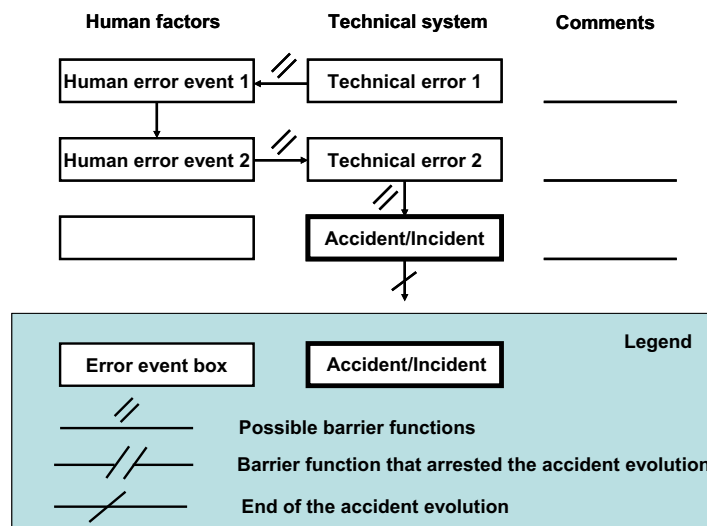 Human factors Technical system Comments
Human error event 1 Technical error 1
Human error event 2 Technical error 2
Accident/Incident
Legend
Error event box Accident/Incident
Possible barrier functions
Barrier function that arrested the accident evolution
End of the accident evolution